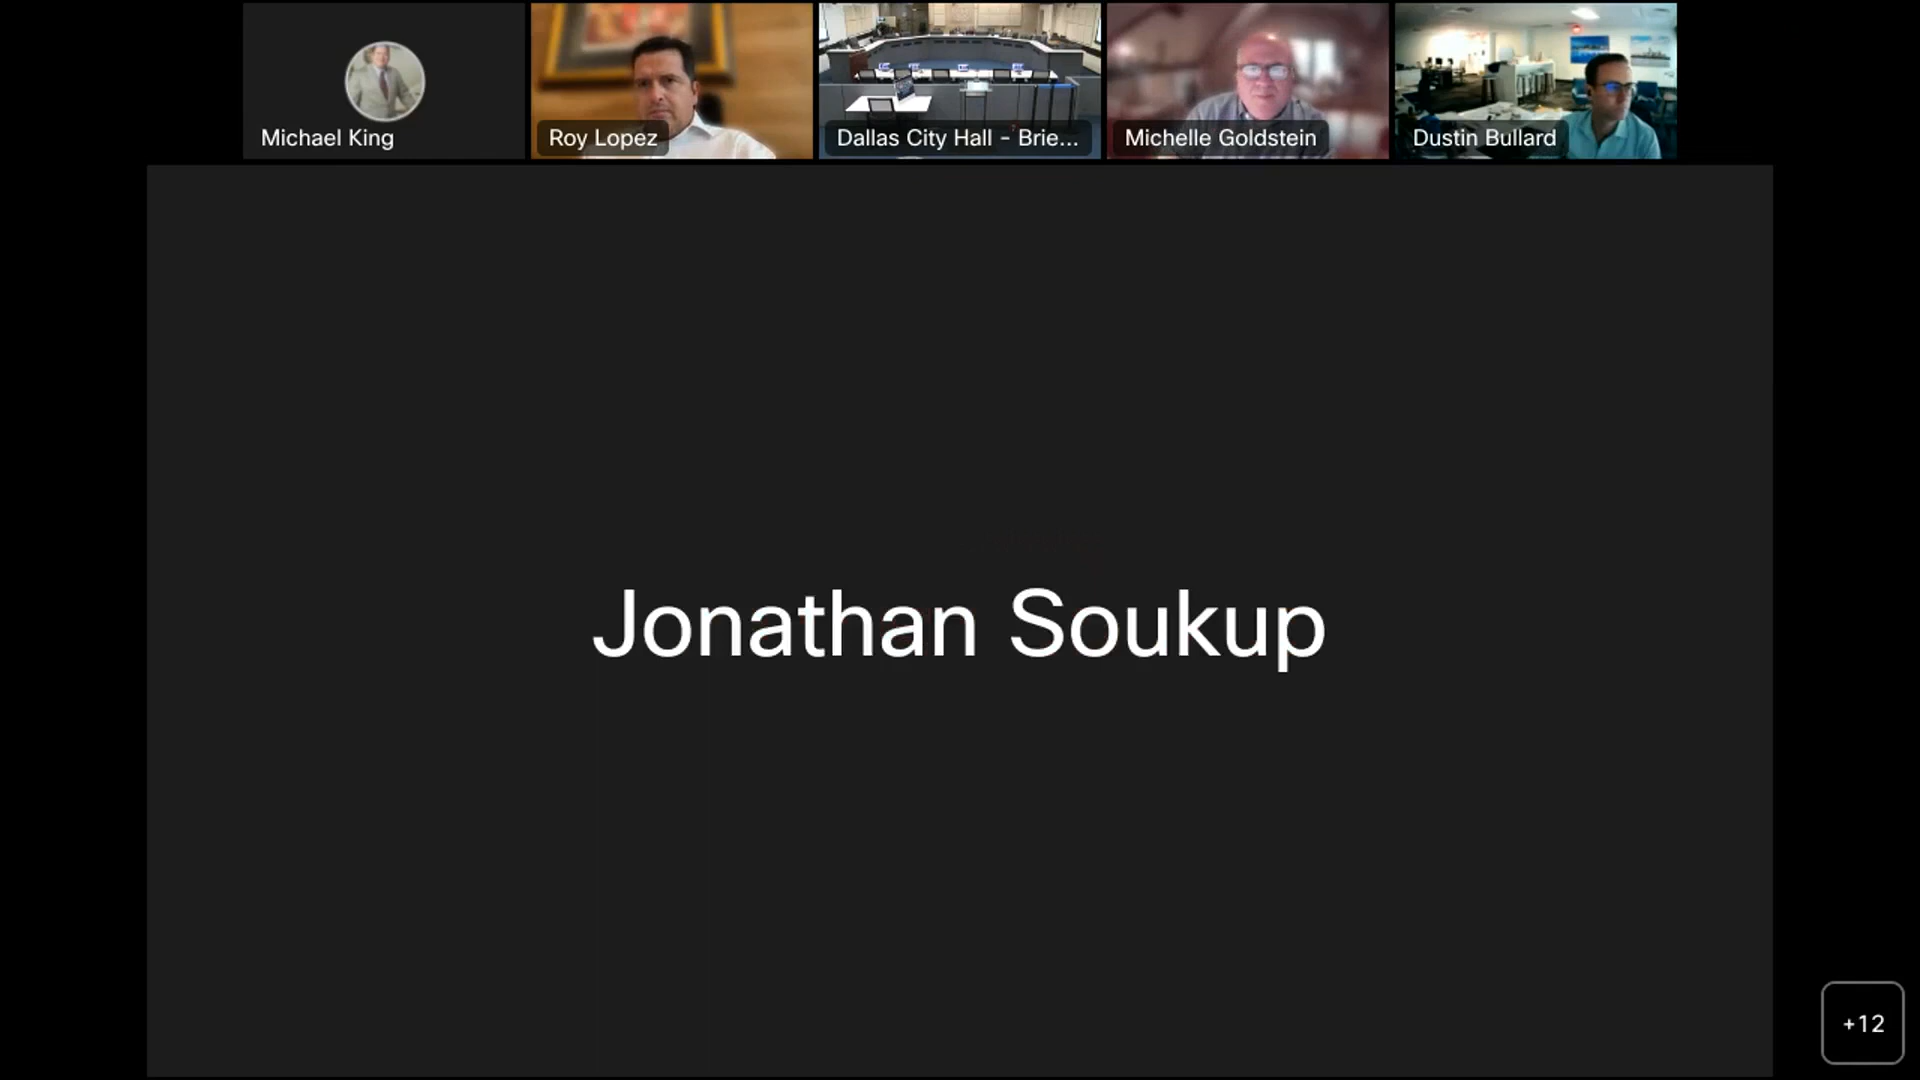 Michael King
Roy Lopez
Dallas City Hall - Brie...
Michelle Goldstein
Dustin Bullard
Jonathan Soukup
+12